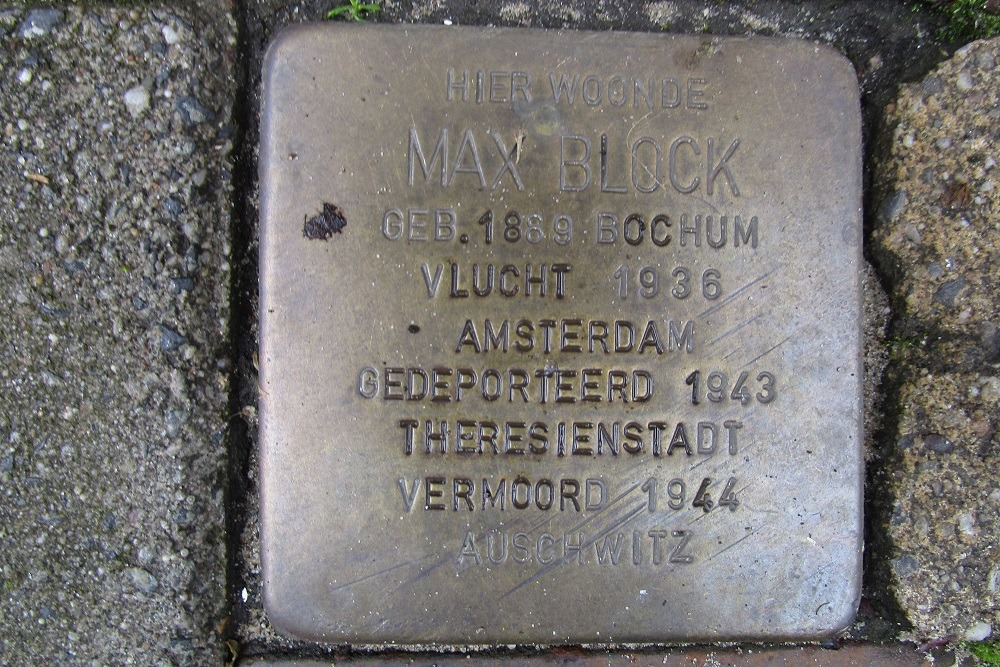 HIER WOONDE
MAX BLOCK
GEB. 1889 BOCHUM
VLUCHT 1936
AMSTERDAM
GEDEPORTEERD 1943
THERESIENSTADT
VERMOORD 1944
AUSCHWITZ